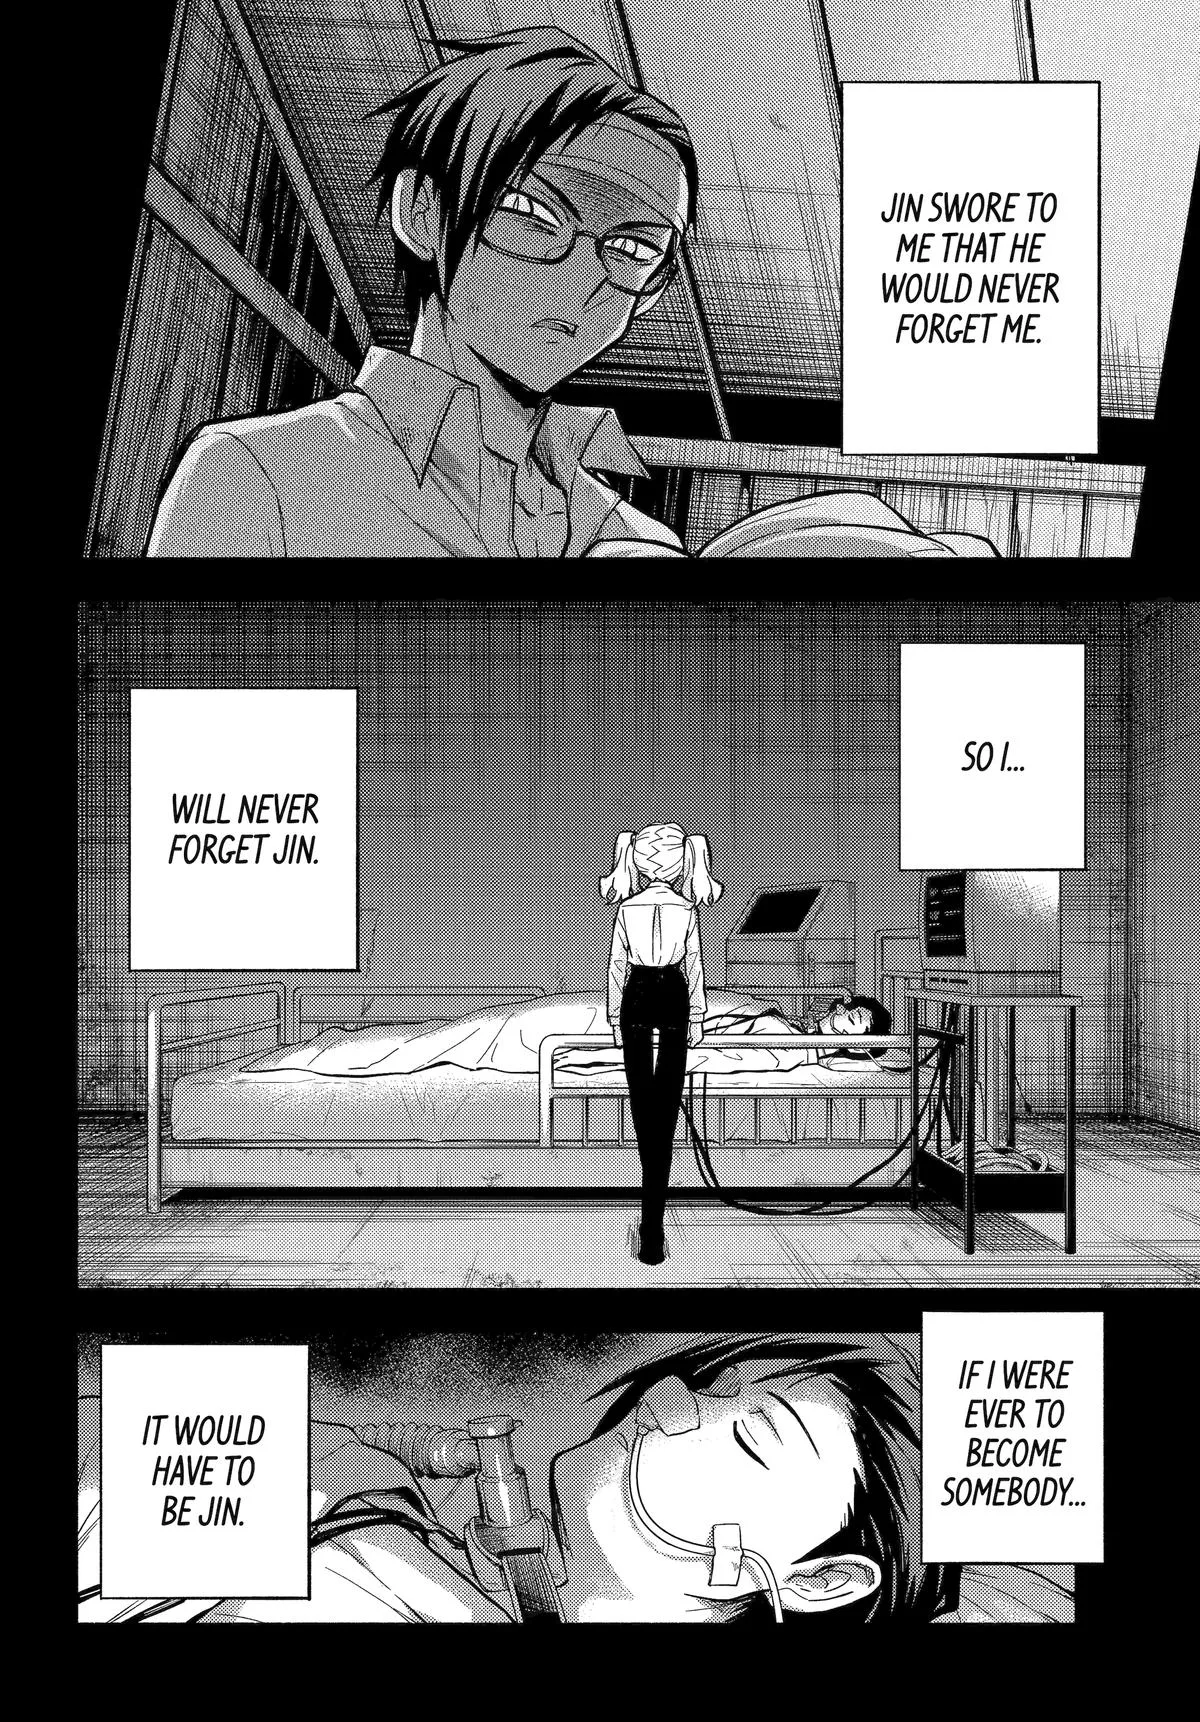 JIN SWORE TO
ME THAT HE
WOULD NEVER
FORGET ME.
SO I...
WILL NEVER
FORGET JIN.
IF I WERE
EVER TO
BECOME
SOMEBODY...
IT WOULD
HAVE TO
BE JIN.